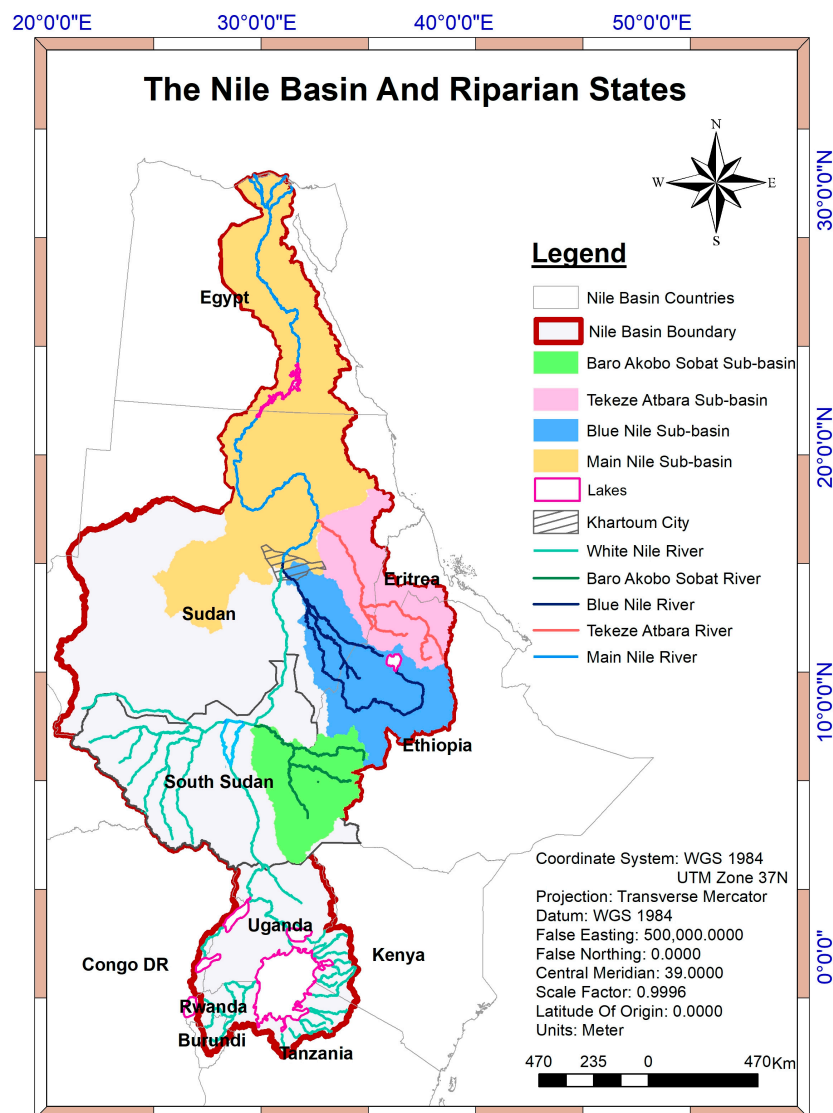 20°0'0"E
30°0'0"E
40°0'0"E
50°0'0"E
The Nile Basin And Riparian States
N
W
E
S
30°0'0"N
20°0'0"N
10°0'0"N
0°0'0"
Legend
Nile Basin Countries
Nile Basin Boundary
Baro Akobo Sobat Sub-basin
Tekeze Atbara Sub-basin
Blue Nile Sub-basin
Main Nile Sub-basin
Lakes
Khartoum City
White Nile River
Baro Akobo Sobat River
Blue Nile River
Tekeze Atbara River
Main Nile River
Egypt
Eritrea
Sudan
Ethiopia
South Sudan
Uganda
Kenya
Congo DR
Rwanda
Burundi
Tanzania
Coordinate System: WGS 1984
UTM Zone 37N
Projection: Transverse Mercator
Datum: WGS 1984
False Easting: 500,000.0000
False Northing: 0.0000
Central Meridian: 39.0000
Scale Factor: 0.9996
Latitude Of Origin: 0.0000
Units: Meter
470 235 0 470 Km